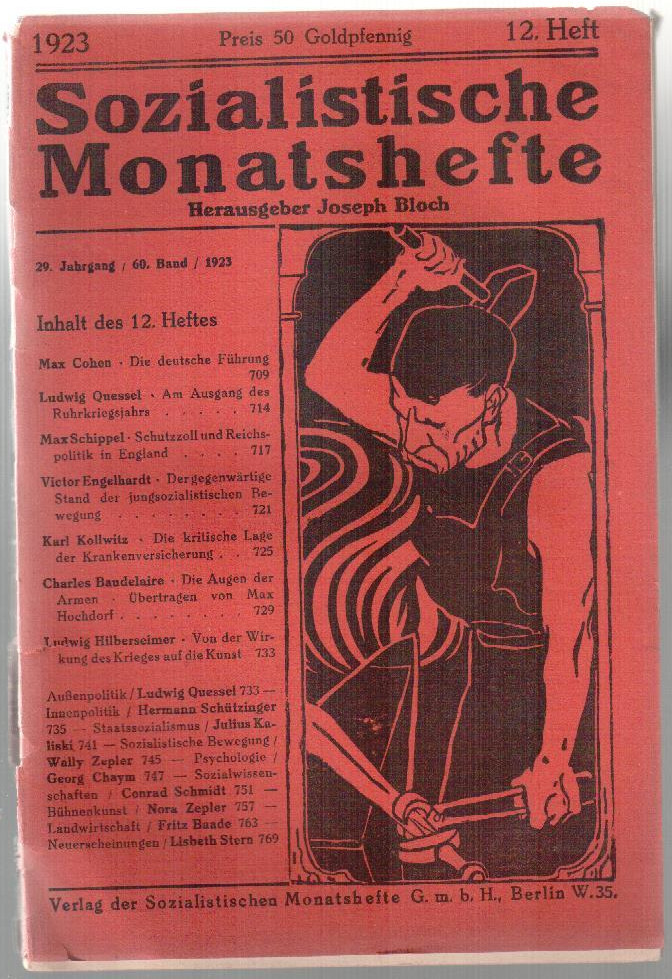 1923 Preis 50 Goldpfennig 12. Heft
Sozialistische
Monatshefte
Herausgeber Joseph Bloch
29. Jahrgang / 60. Band / 1923
Inhalt des 12. Heftes
Max Cohen · Die deutsche Führung
709
Ludwig Quessel · Am Ausgang des
Ruhrkriegsjahrs . . . . . 714
Max Schippel · Schutzzoll und Reichs-
politik in England . . . . 717
Victor Engelhardt · Der gegenwärtige
Stand der jungsozialistischen Be-
wegung . . . . . . . . 721
Karl Kollwitz · Die kritische Lage
der Krankenversicherung . . 725
Charles Baudelaire · Die Augen der
Armen · Übertragen von Max
Hochdorf . . . . . . . . 729
Ludwig Hilberseimer · Von der Wir-
kung des Krieges auf die Kunst 733
Außenpolitik / Ludwig Quessel 733 —
Innenpolitik / Hermann Schützinger
735 — Staatssozialismus / Julius Ka-
liski 741 — Sozialistische Bewegung /
Wally Zepler 745 — Psychologie /
Georg Chaym 747 — Sozialwissen-
schaften / Conrad Schmidt 751 —
Bühnenkunst / Nora Zepler 757 —
Landwirtschaft / Fritz Baade 763 —
Neuerscheinungen / Lisbeth Stern 769
Verlag der Sozialistischen Monatshefte G. m. b. H., Berlin W. 35.